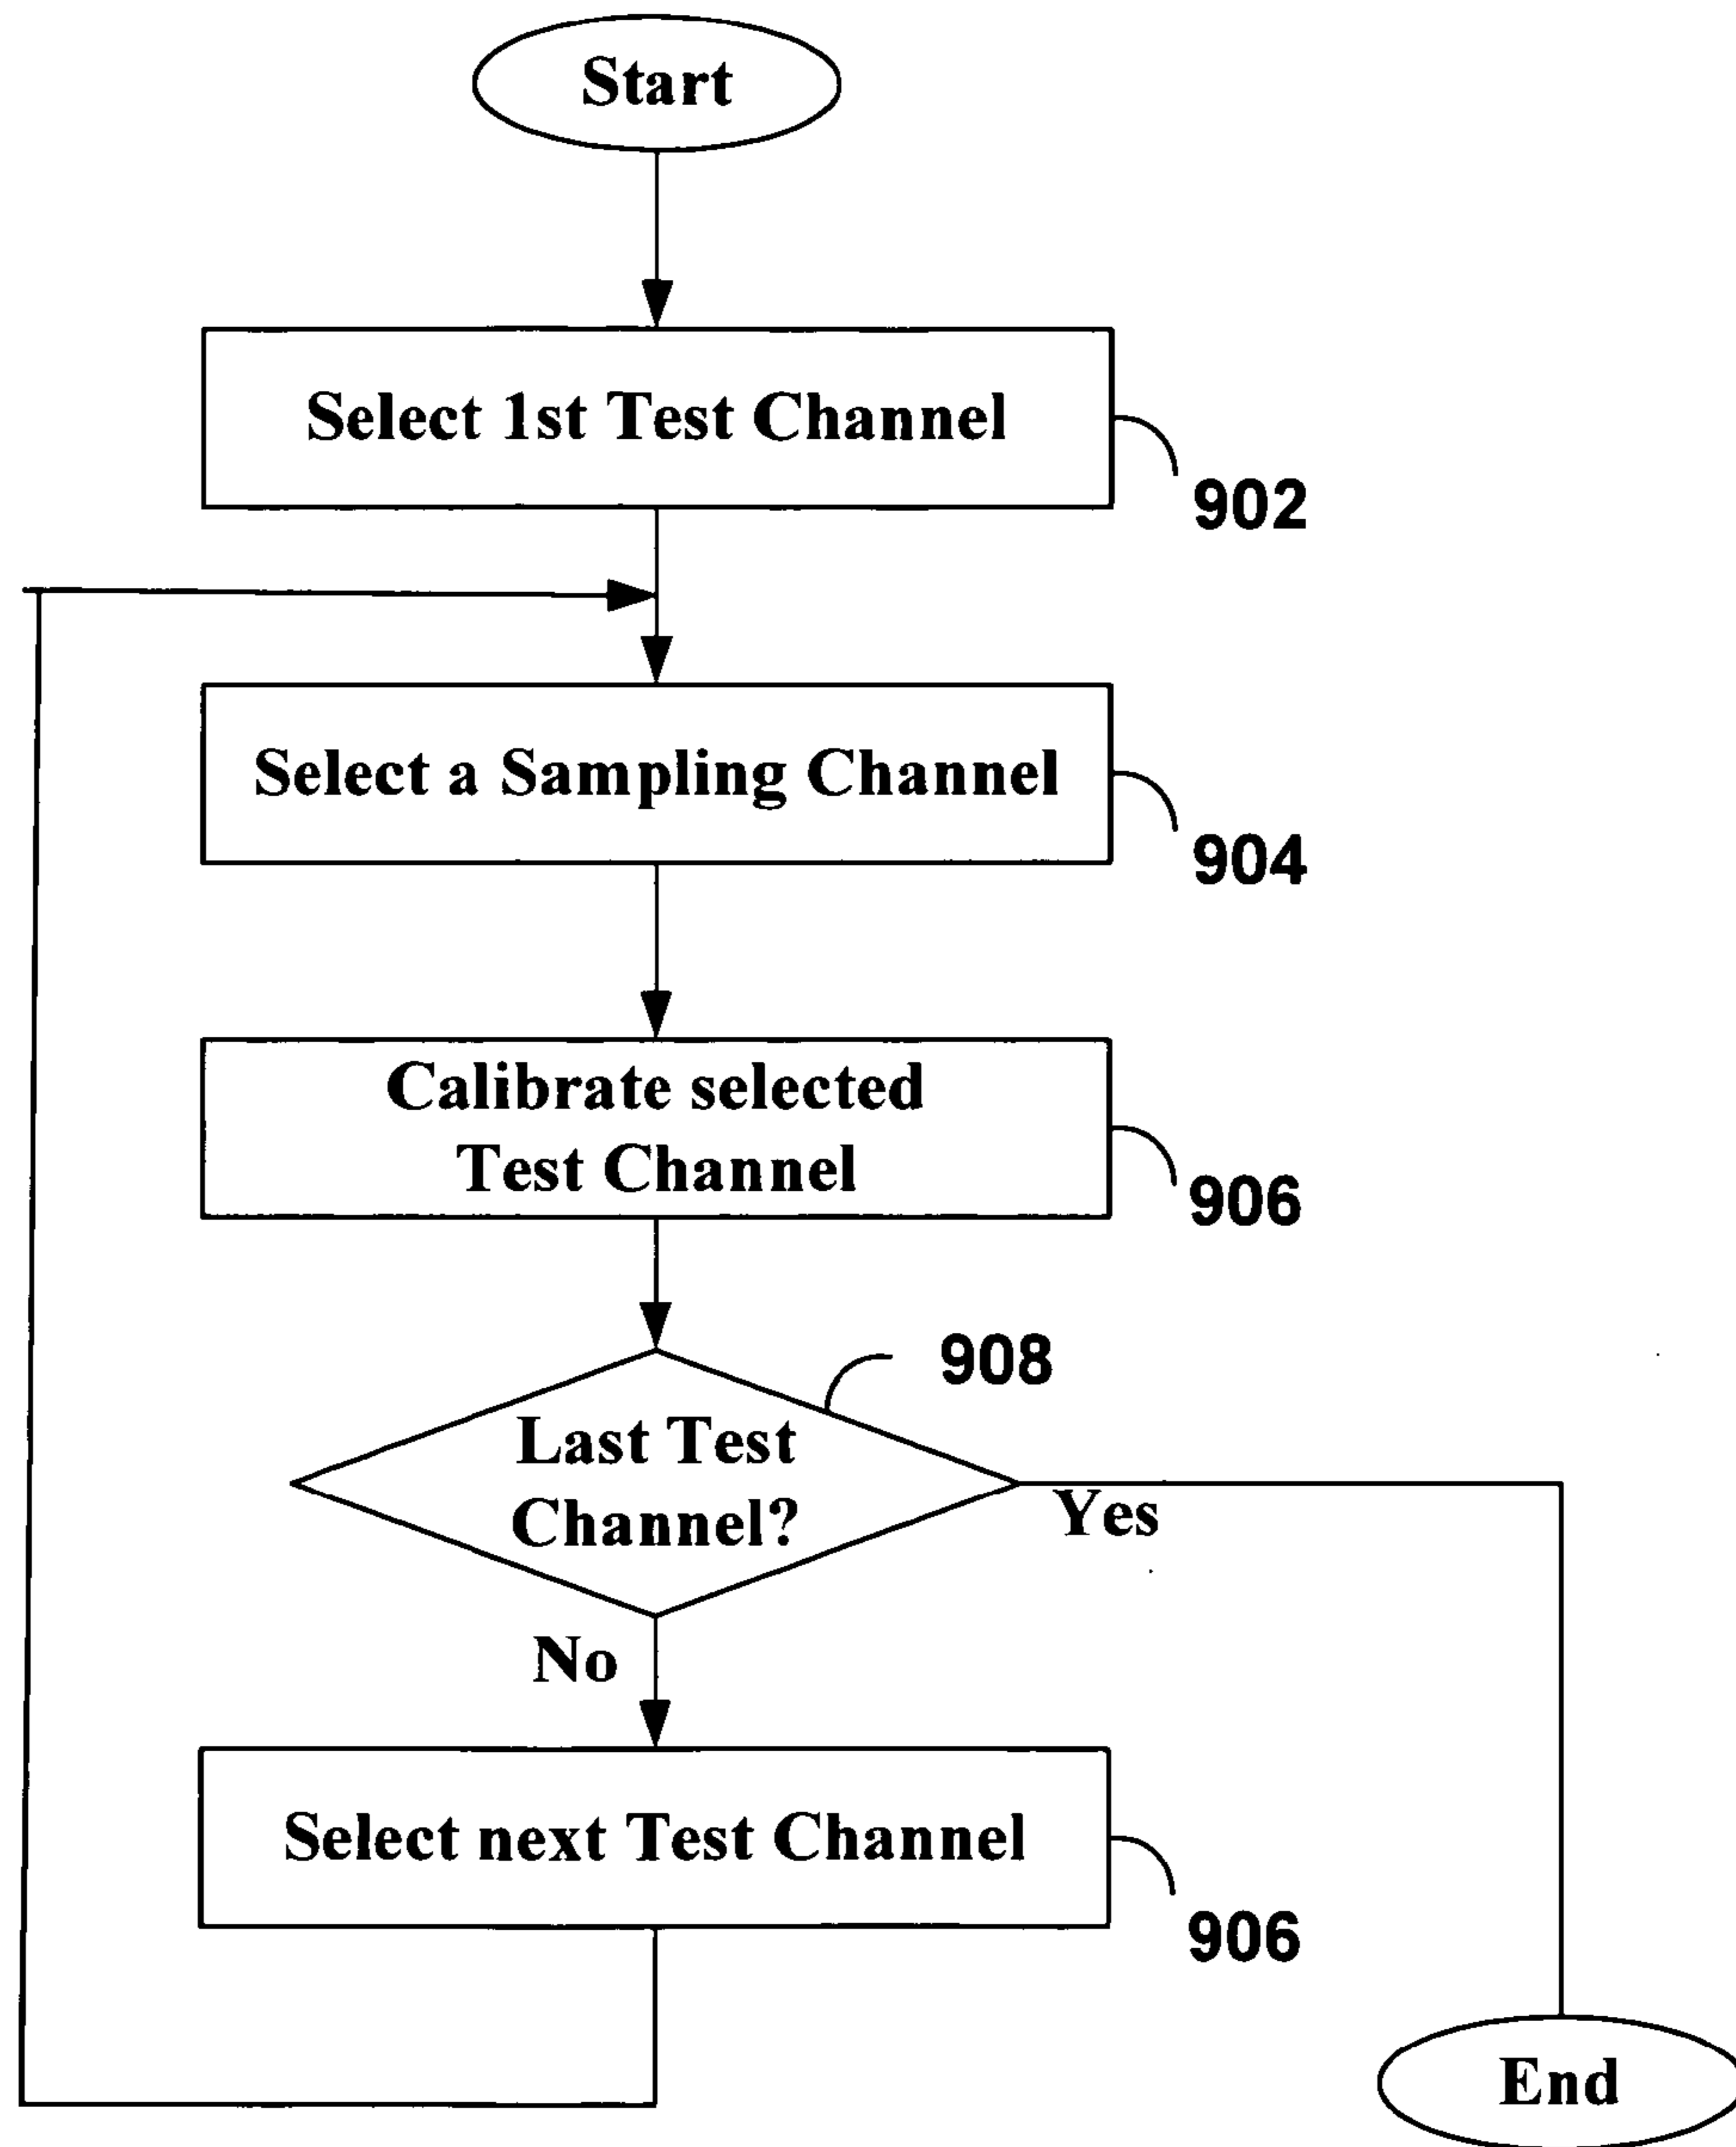 Start
Select 1st Test Channel
902
Select a Sampling Channel
904
Calibrate selected
Test Channel
906
908
Last Test
Channel?
Yes
No
Select next Test Channel
906
End